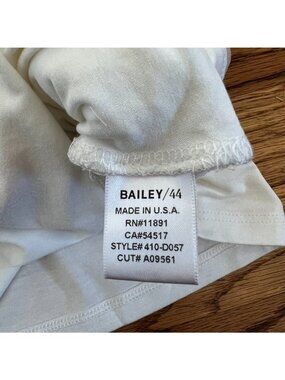 BAILEY/44
MADE IN U.S.A.
RN#11891
CA#54517
STYLE# 410-D057
CUT# A09561